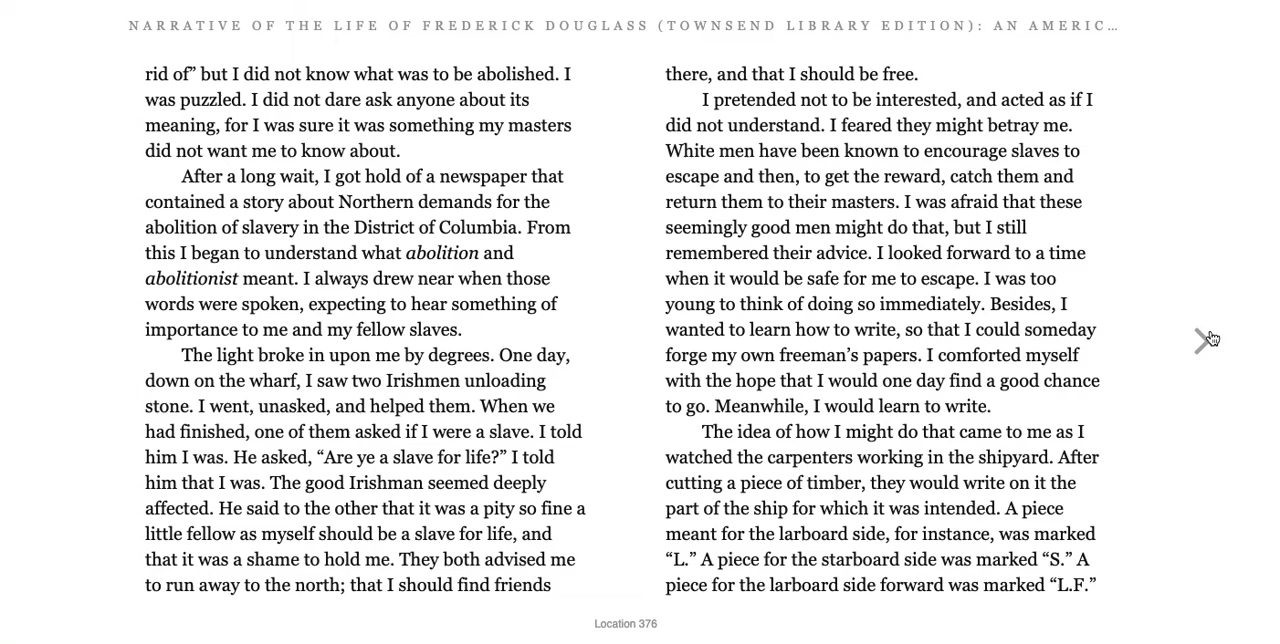 NARRATIVE OF THE LIFE OF FREDERICK DOUGLASS (TOWNSEND LIBRARY EDITION): AN AMERIC...
rid of” but I did not know what was to be abolished. I
was puzzled. I did not dare ask anyone about its
meaning, for I was sure it was something my masters
did not want me to know about.
After a long wait, I got hold of a newspaper that
contained a story about Northern demands for the
abolition of slavery in the District of Columbia. From
this I began to understand what abolition and
abolitionist meant. I always drew near when those
words were spoken, expecting to hear something of
importance to me and my fellow slaves.
The light broke in upon me by degrees. One day,
down on the wharf, I saw two Irishmen unloading
stone. I went, unasked, and helped them. When we
had finished, one of them asked if I were a slave. I told
him I was. He asked, “Are ye a slave for life?” I told
him that I was. The good Irishman seemed deeply
affected. He said to the other that it was a pity so fine a
little fellow as myself should be a slave for life, and
that it was a shame to hold me. They both advised me
to run away to the north; that I should find friends
there, and that I should be free.
I pretended not to be interested, and acted as if I
did not understand. I feared they might betray me.
White men have been known to encourage slaves to
escape and then, to get the reward, catch them and
return them to their masters. I was afraid that these
seemingly good men might do that, but I still
remembered their advice. I looked forward to a time
when it would be safe for me to escape. I was too
young to think of doing so immediately. Besides, I
wanted to learn how to write, so that I could someday
forge my own freeman’s papers. I comforted myself
with the hope that I would one day find a good chance
to go. Meanwhile, I would learn to write.
The idea of how I might do that came to me as I
watched the carpenters working in the shipyard. After
cutting a piece of timber, they would write on it the
part of the ship for which it was intended. A piece
meant for the larboard side, for instance, was marked
“L.” A piece for the starboard side was marked “S.” A
piece for the larboard side forward was marked “L.F.”
Location 376